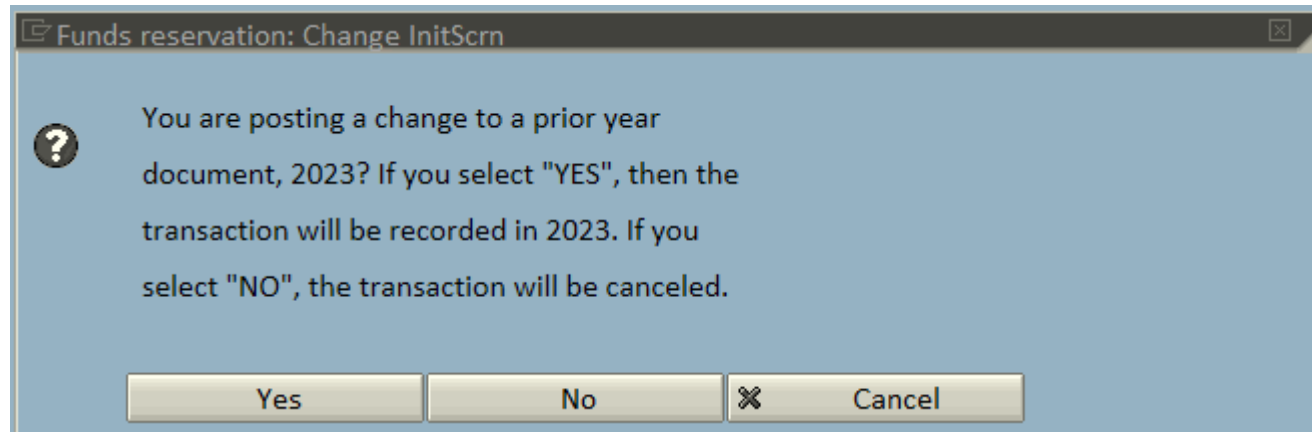 Funds reservation: Change InitScrn
You are posting a change to a prior year
document, 2023? If you select "YES", then the
transaction will be recorded in 2023. If you
select "NO", the transaction will be canceled.
Yes No Cancel